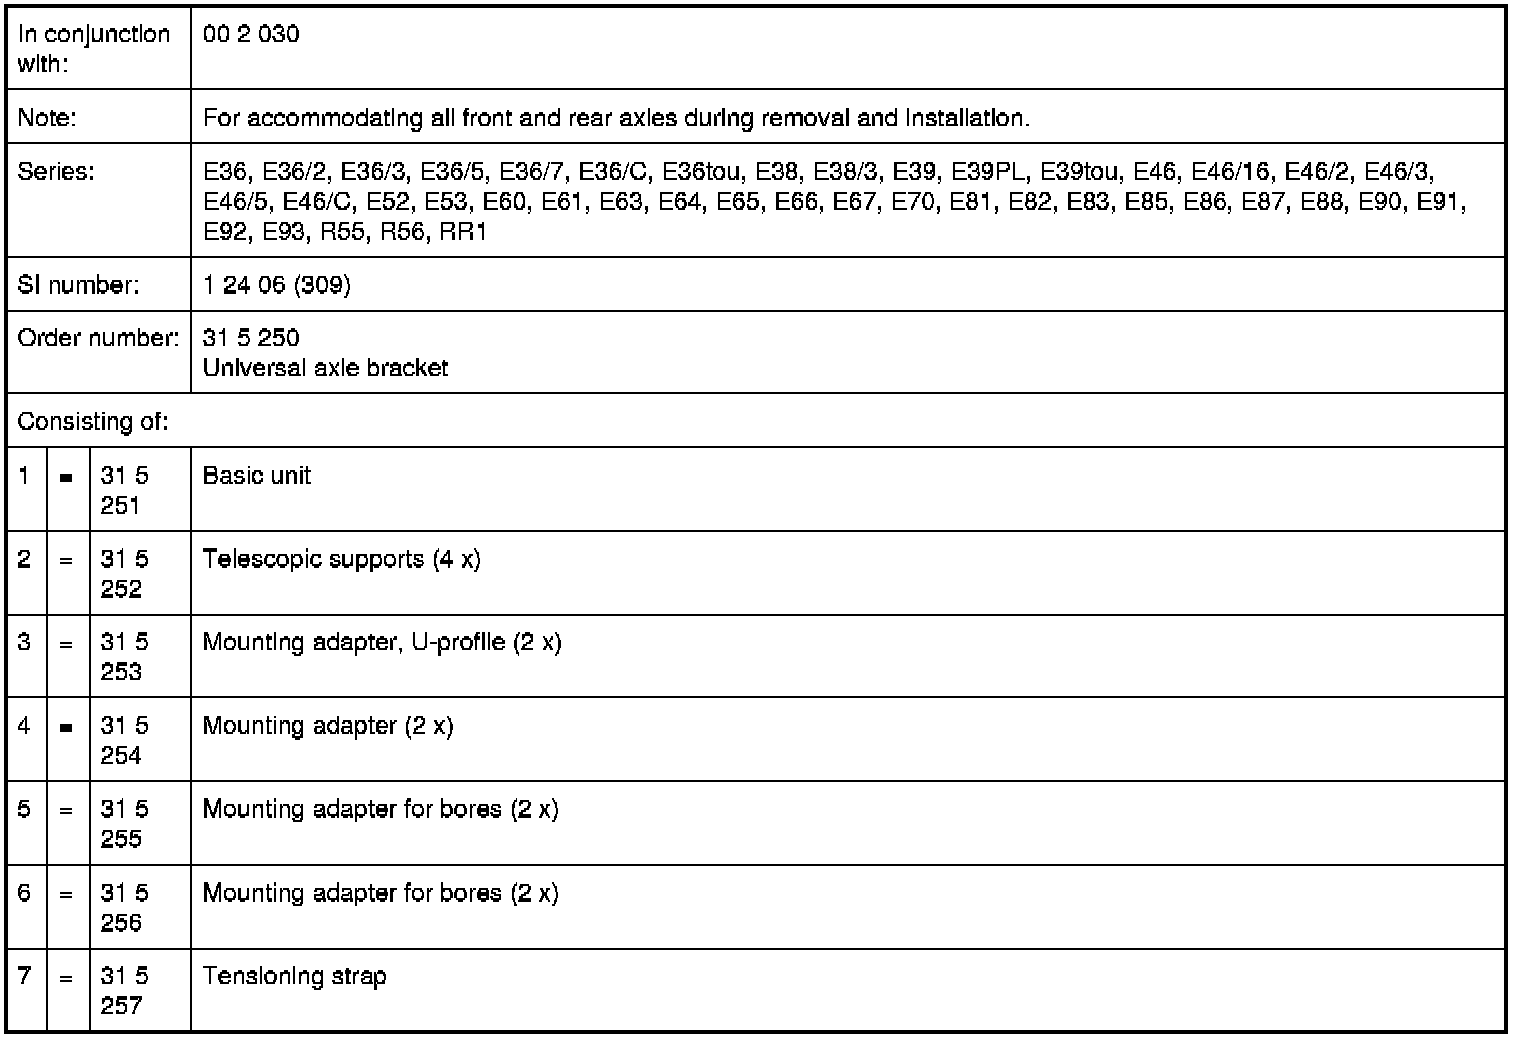 In conjunction
with:
00 2 030
Note:
For accommodating all front and rear axles during removal and installation.
Series:
E36, E36/2, E36/3, E36/5, E36/7, E36/C, E36tou, E38, E38/3, E39, E39PL, E39tou, E46, E46/16, E46/2, E46/3,
E46/5, E46/C, E52, E53, E60, E61, E63, E64, E65, E66, E67, E70, E81, E82, E83, E85, E86, E87, E88, E90, E91,
E92, E93, R55, R56, RR1
SI number:
1 24 06 (309)
Order number:
31 5 250
Universal axle bracket
Consisting of:
1 = 31 5 Basic unit
251
2 = 31 5 Telescopic supports (4 x)
252
3 = 31 5 Mounting adapter, U-profile (2 x)
253
4 = 31 5 Mounting adapter (2 x)
254
5 = 31 5 Mounting adapter for bores (2 x)
255
6 = 31 5 Mounting adapter for bores (2 x)
256
7 = 31 5 Tensioning strap
257